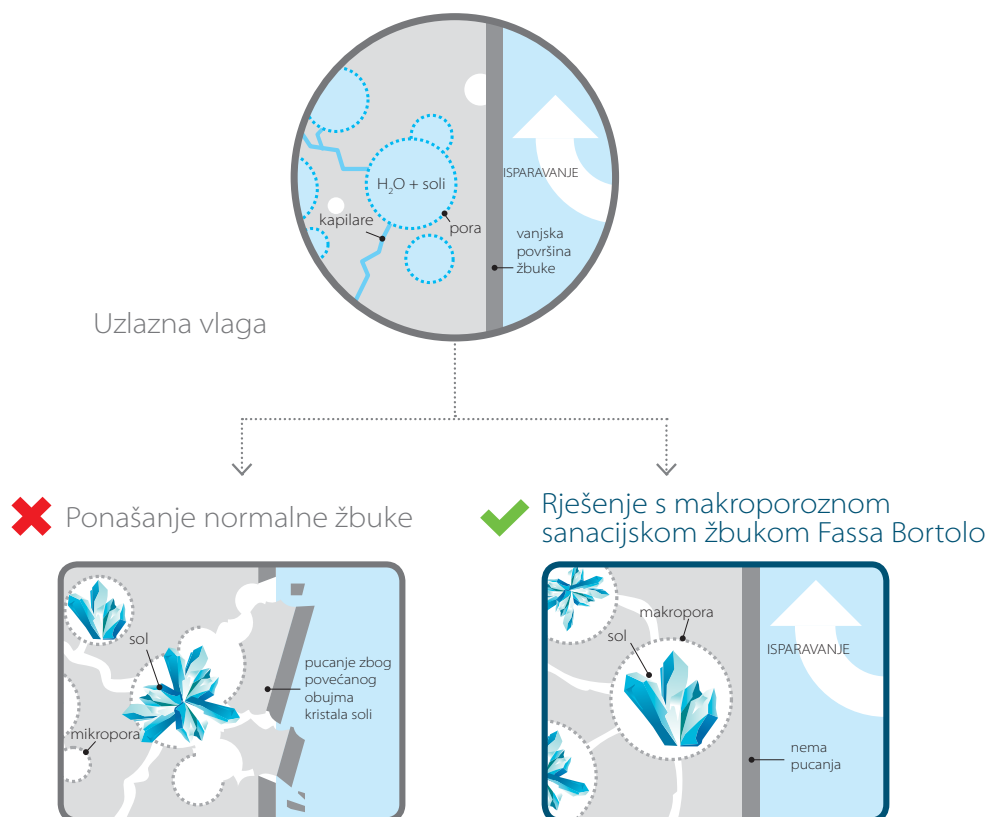 H₂O + soli
ISPARAVANJE
kapilare
pora
vanjska
površina
žbuke
Uzlazna vlaga
Ponašanje normalne žbuke
Rješenje s makroporoznom
sanacijskom žbukom Fassa Bortolo
sol
pucanje zbog
povećanog
obujma
kristala soli
mikropora
makropora
sol
ISPARAVANJE
nema
pucanja